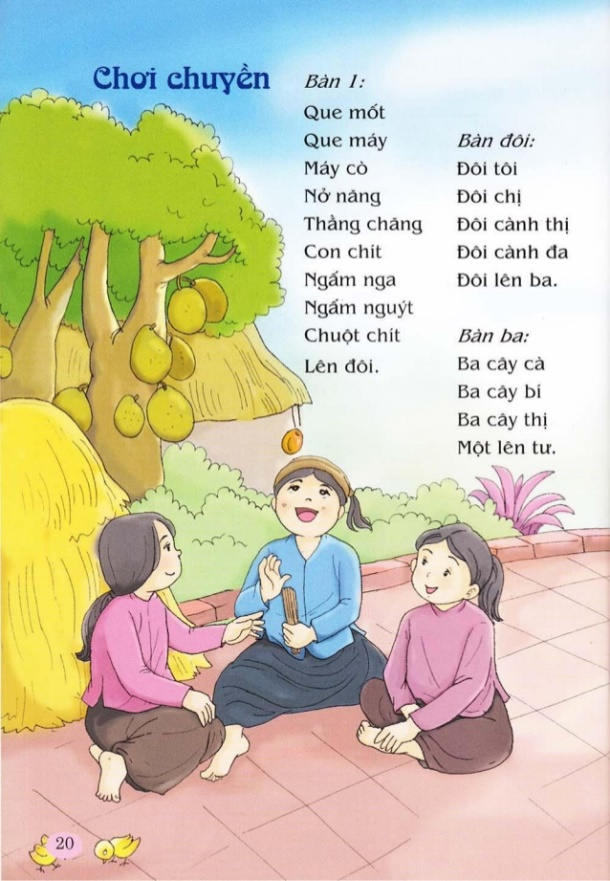 Chơi chuyền
Bàn 1:
Que mốt
Que máy
Máy cò
Nở năng
Thằng chăng
Con chít
Ngấm nga
Ngấm nguýt
Chuột chít
Lên đôi.
Bàn đôi:
Đôi tôi
Đôi chị
Đôi cành thị
Đôi cành đa
Đôi lên ba.
Bàn ba:
Ba cây cà
Ba cây bí
Ba cây thị
Một lên tư.
20